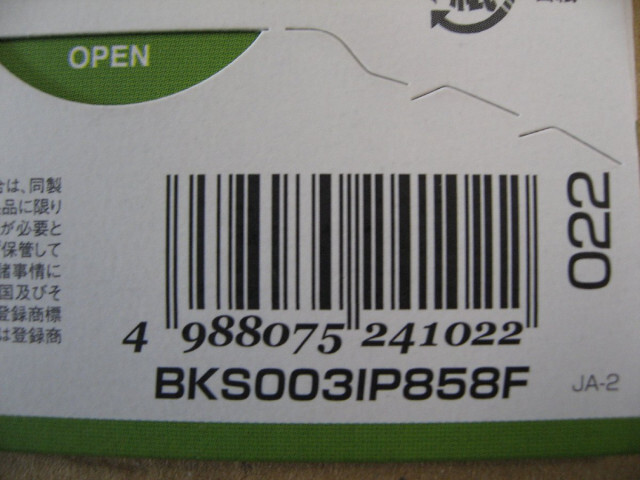 OPEN
合は、同製
品に限り
が必要と
保管して
諸事情に
国及びそ
登録商標
は登録商
022
4 988075 241022
BKS003IP858F
JA-2